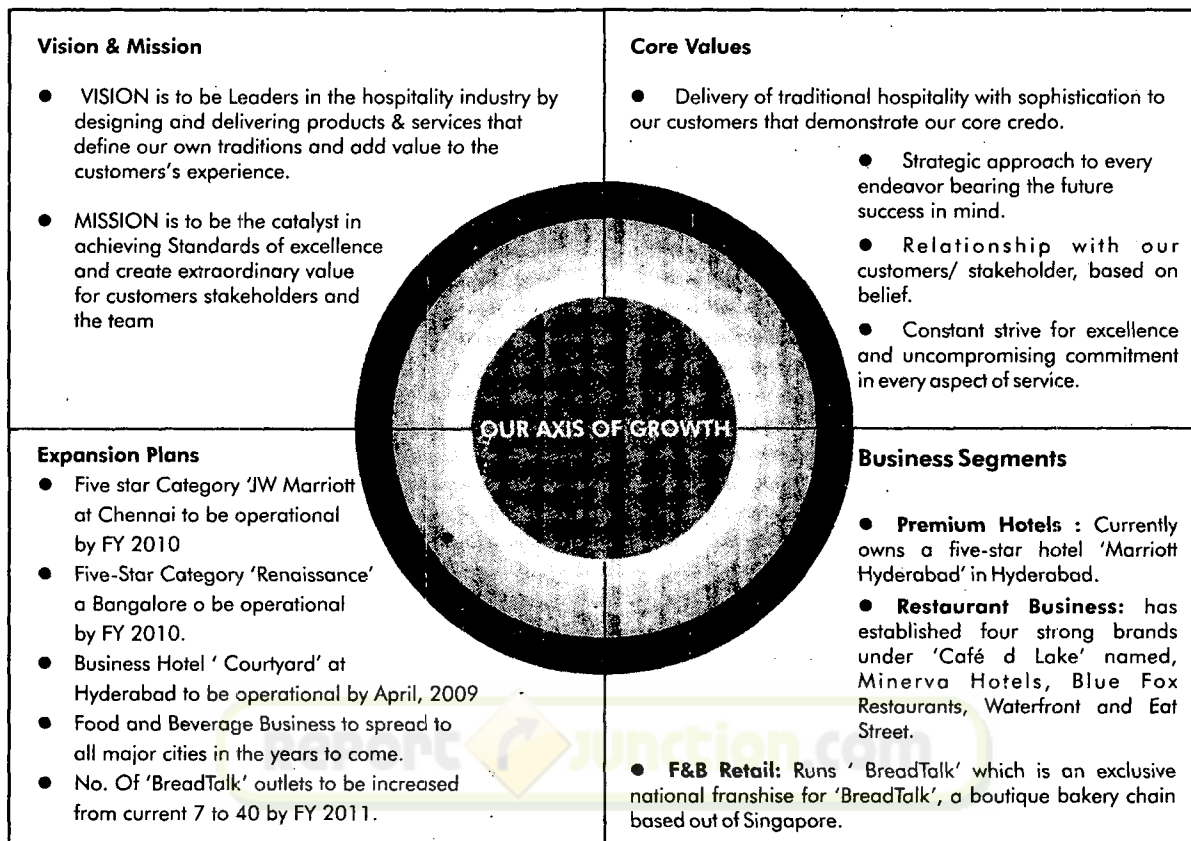 Vision & Mission
● VISION is to be Leaders in the hospitality industry by
designing and delivering products & services that
define our own traditions and add value to the
customers's experience.
● MISSION is to be the catalyst in
achieving Standards of excellence
and create extraordinary value
for customers stakeholders and
the team
Core Values
● Delivery of traditional hospitality with sophistication to
our customers that demonstrate our core credo.
● Strategic approach to every
endeavor bearing the future
success in mind.
● Relationship with our
customers/ stakeholder, based on
belief.
● Constant strive for excellence
and uncompromising commitment
in every aspect of service.
OUR AXIS OF GROWTH
Expansion Plans
● Five star Category 'JW Marriott
at Chennai to be operational
by FY 2010
● Five-Star Category 'Renaissance'
a Bangalore o be operational
by FY 2010.
● Business Hotel ' Courtyard' at
Hyderabad to be operational by April, 2009
● Food and Beverage Business to spread to
all major cities in the years to come.
● No. Of 'BreadTalk' outlets to be increased
from current 7 to 40 by FY 2011.
Business Segments
● Premium Hotels : Currently
owns a five-star hotel 'Marriott
Hyderabad' in Hyderabad.
● Restaurant Business: has
established four strong brands
under 'Café d Lake' named,
Minerva Hotels, Blue Fox
Restaurants, Waterfront and Eat
Street.
● F&B Retail: Runs ' BreadTalk' which is an exclusive
national franshise for 'BreadTalk', a boutique bakery chain
based out of Singapore.
report junction.com